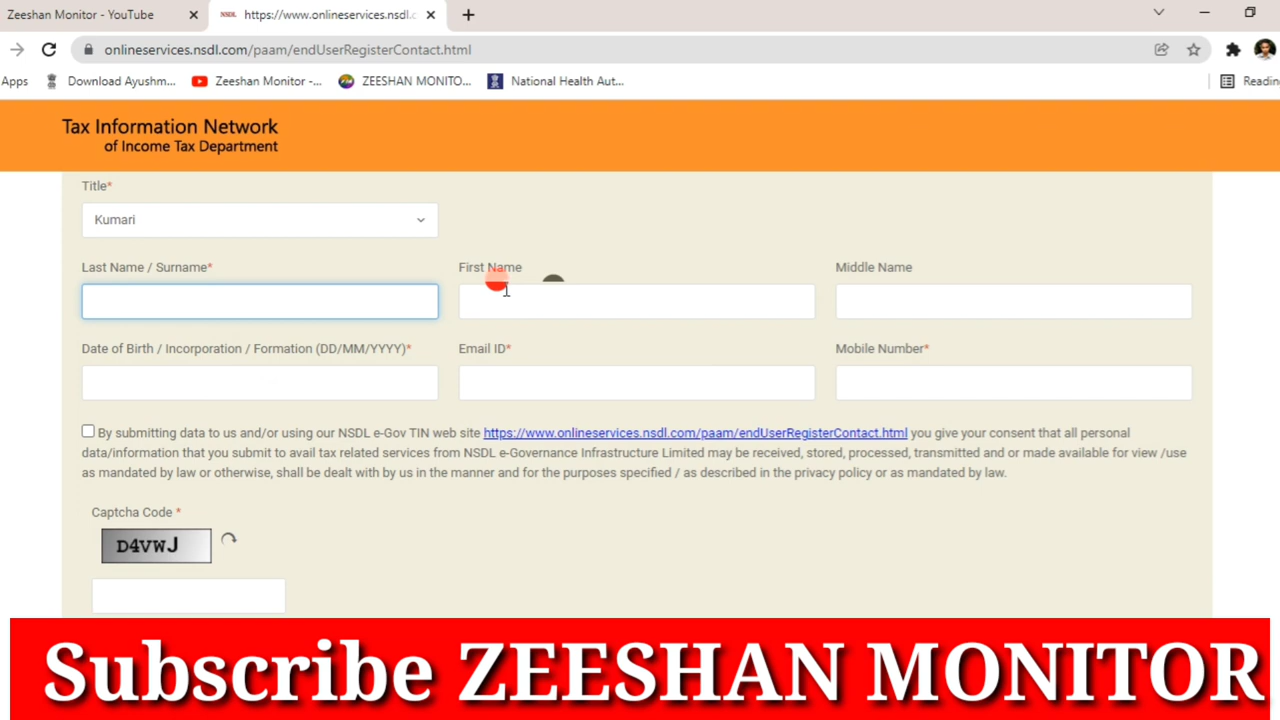 Zeeshan Monitor - YouTube
NSDL https://www.onlineservices.nsdl.c
onlineservices.nsdl.com/paam/endUserRegisterContact.html
Apps Download Ayushm... Zeeshan Monitor -... ZEESHAN MONITO... National Health Aut... Readin
Tax Information Network
of Income Tax Department
Title*
Kumari
Last Name / Surname* First Name Middle Name
Date of Birth / Incorporation / Formation (DD/MM/YYYY)* Email ID* Mobile Number*
By submitting data to us and/or using our NSDL e-Gov TIN web site https://www.onlineservices.nsdl.com/paam/endUserRegisterContact.html you give your consent that all personal
data/information that you submit to avail tax related services from NSDL e-Governance Infrastructure Limited may be received, stored, processed, transmitted and or made available for view /use
as mandated by law or otherwise, shall be dealt with by us in the manner and for the purposes specified / as described in the privacy policy or as mandated by law.
Captcha Code *
D4VWJ
Subscribe ZEESHAN MONITOR